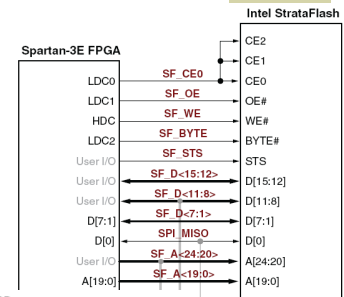 Intel StrataFlash
Spartan-3E FPGA
CE2
CE1
LDC0 SF_CE0 CE0
LDC1 SF_OE OE#
HDC SF_WE WE#
LDC2 SF_BYTE BYTE#
User I/O SF_STS STS
User I/O SF_D<15:12> D[15:12]
User I/O SF_D<11:8> D[11:8]
D[7:1] SF_D<7:1> D[7:1]
D[0] SPI_MISO D[0]
User I/O SF_A<24:20> A[24:20]
A[19:0] SF_A<19:0> A[19:0]